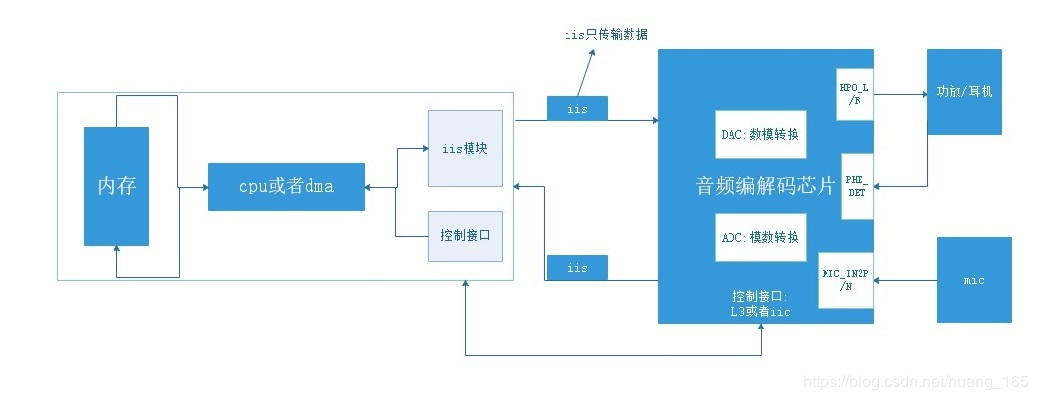 iis只传输数据
iis
HPO_L
/R
功放/耳机
内存
cpu或者dma
iis模块
控制接口
DAC:数模转换
音频编解码芯片
PHE_
DET
ADC:模数转换
iis
MIC_IN2P
/N
mic
控制接口:
L3或者iic
https://blog.csdn.net/huang_165